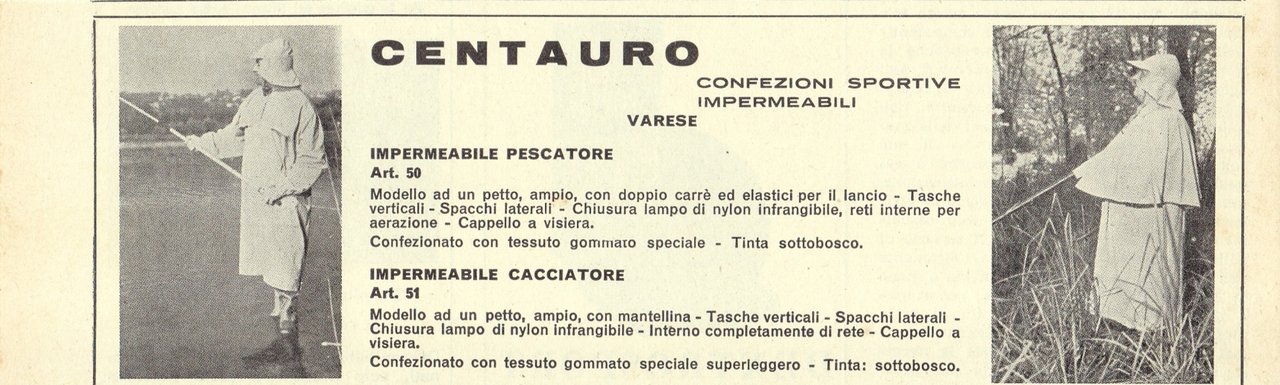 CENTAURO
CONFEZIONI SPORTIVE
IMPERMEABILI
VARESE
IMPERMEABILE PESCATORE
Art. 50
Modello ad un petto, ampio, con doppio carrè ed elastici per il lancio - Tasche
verticali - Spacchi laterali - Chiusura lampo di nylon infrangibile, reti interne per
aerazione - Cappello a visiera.
Confezionato con tessuto gommato speciale - Tinta sottobosco.
IMPERMEABILE CACCIATORE
Art. 51
Modello ad un petto, ampio, con mantellina - Tasche verticali - Spacchi laterali -
Chiusura lampo di nylon infrangibile - Interno completamente di rete - Cappello a
visiera.
Confezionato con tessuto gommato speciale superleggero - Tinta: sottobosco.